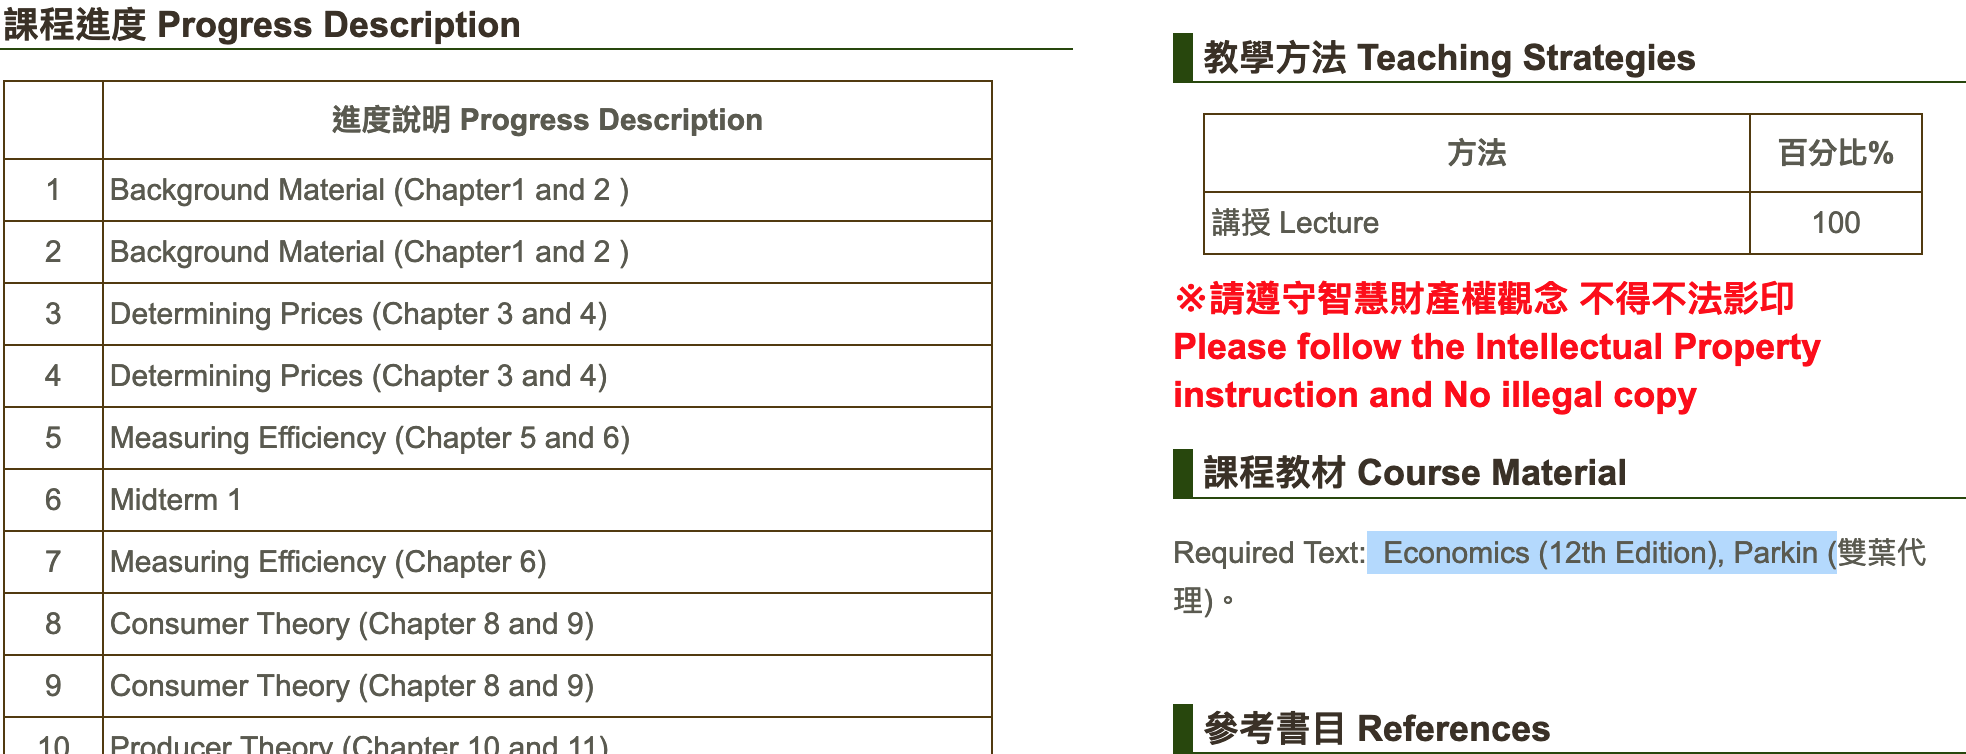 課程進度 Progress Description
進度說明 Progress Description
1 Background Material (Chapter1 and 2 )
2 Background Material (Chapter1 and 2 )
3 Determining Prices (Chapter 3 and 4)
4 Determining Prices (Chapter 3 and 4)
5 Measuring Efficiency (Chapter 5 and 6)
6 Midterm 1
7 Measuring Efficiency (Chapter 6)
8 Consumer Theory (Chapter 8 and 9)
9 Consumer Theory (Chapter 8 and 9)
10 Producer Theory (Chapter 10 and 11)
教學方法 Teaching Strategies
方法 百分比%
講授 Lecture 100
※請遵守智慧財產權觀念 不得不法影印
Please follow the Intellectual Property
instruction and No illegal copy
課程教材 Course Material
Required Text: Economics (12th Edition), Parkin (雙葉代
理)。
參考書目 References